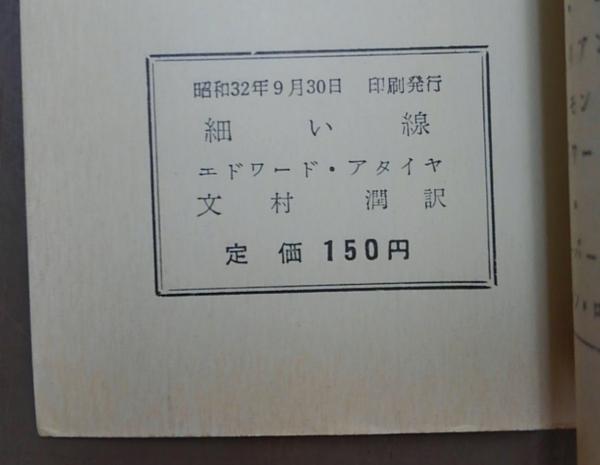 昭和32年9月30日 印刷発行
細い線
エドワード・アタイヤ
文村 潤訳
定価 150円